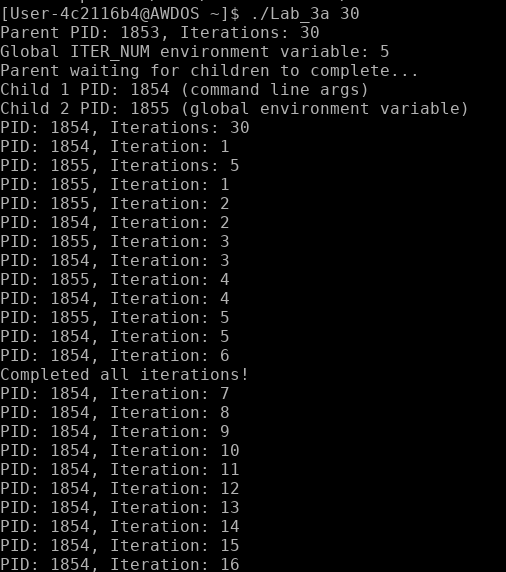 [User-4c2116b4@AWDOS ~]$ ./Lab_3a 30
Parent PID: 1853, Iterations: 30
Global ITER_NUM environment variable: 5
Parent waiting for children to complete...
Child 1 PID: 1854 (command line args)
Child 2 PID: 1855 (global environment variable)
PID: 1854, Iterations: 30
PID: 1854, Iteration: 1
PID: 1855, Iterations: 5
PID: 1855, Iteration: 1
PID: 1855, Iteration: 2
PID: 1854, Iteration: 2
PID: 1855, Iteration: 3
PID: 1854, Iteration: 3
PID: 1855, Iteration: 4
PID: 1854, Iteration: 4
PID: 1855, Iteration: 5
PID: 1854, Iteration: 5
PID: 1854, Iteration: 6
Completed all iterations!
PID: 1854, Iteration: 7
PID: 1854, Iteration: 8
PID: 1854, Iteration: 9
PID: 1854, Iteration: 10
PID: 1854, Iteration: 11
PID: 1854, Iteration: 12
PID: 1854, Iteration: 13
PID: 1854, Iteration: 14
PID: 1854, Iteration: 15
PID: 1854, Iteration: 16